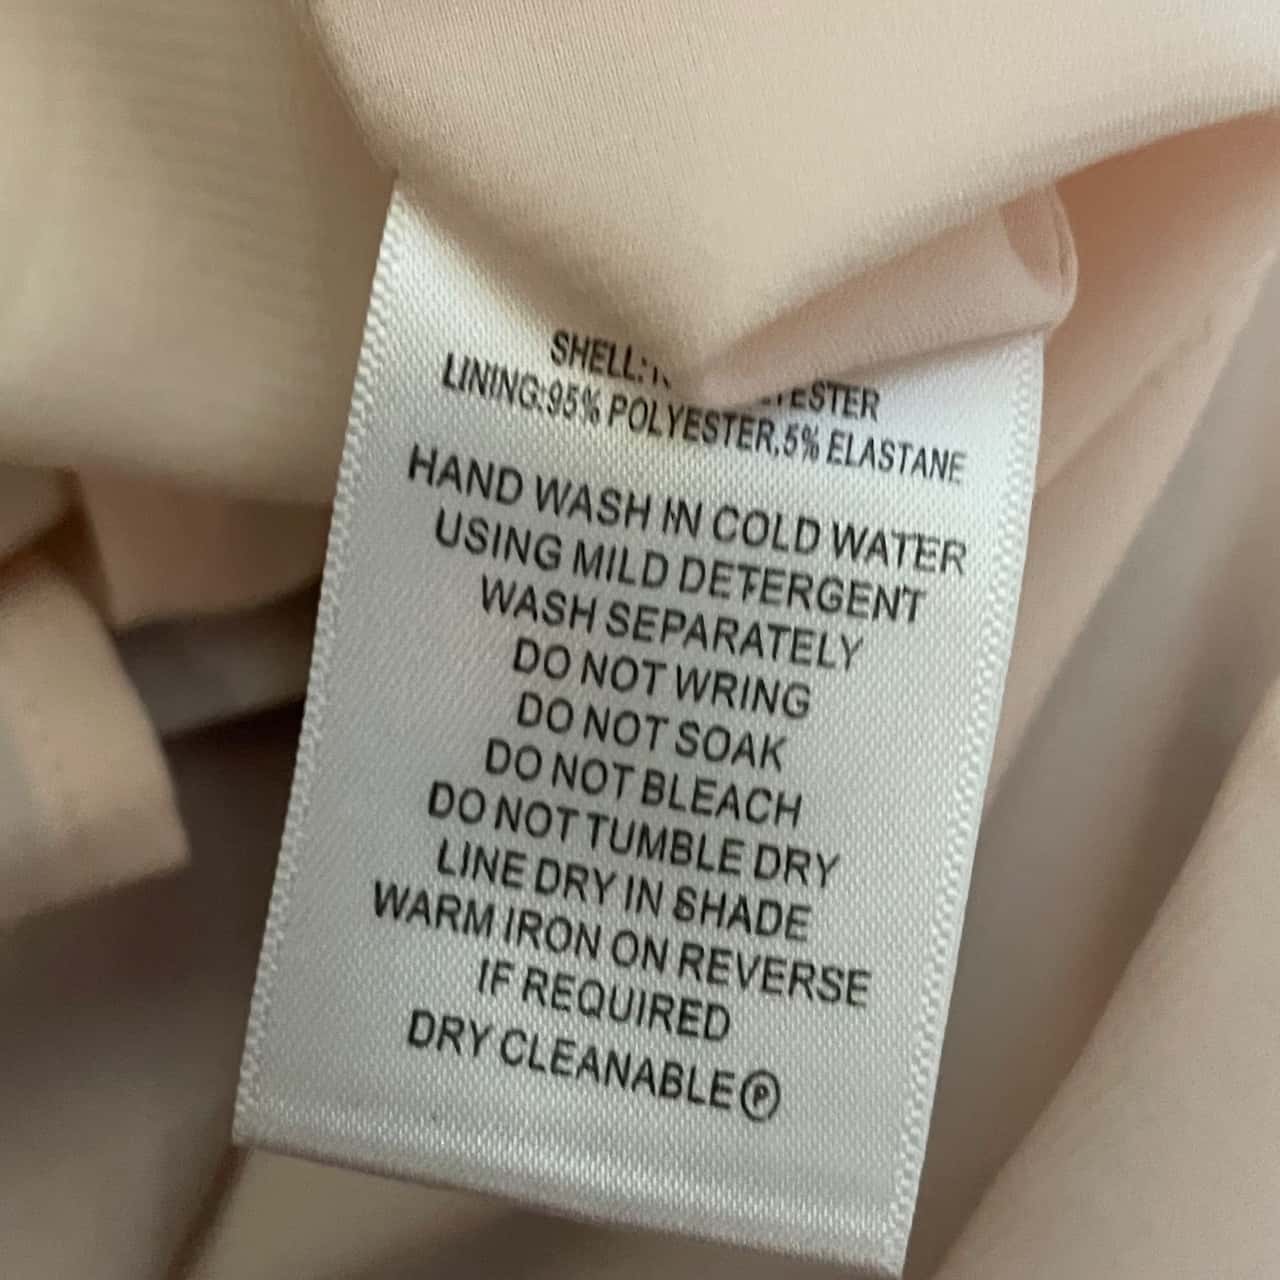 SHELL:
LINING:95% POLYESTER,5% ELASTANE
HAND WASH IN COLD WATER
USING MILD DETERGENT
WASH SEPARATELY
DO NOT WRING
DO NOT SOAK
DO NOT BLEACH
DO NOT TUMBLE DRY
LINE DRY IN SHADE
WARM IRON ON REVERSE
IF REQUIRED
DRY CLEANABLE Ⓟ